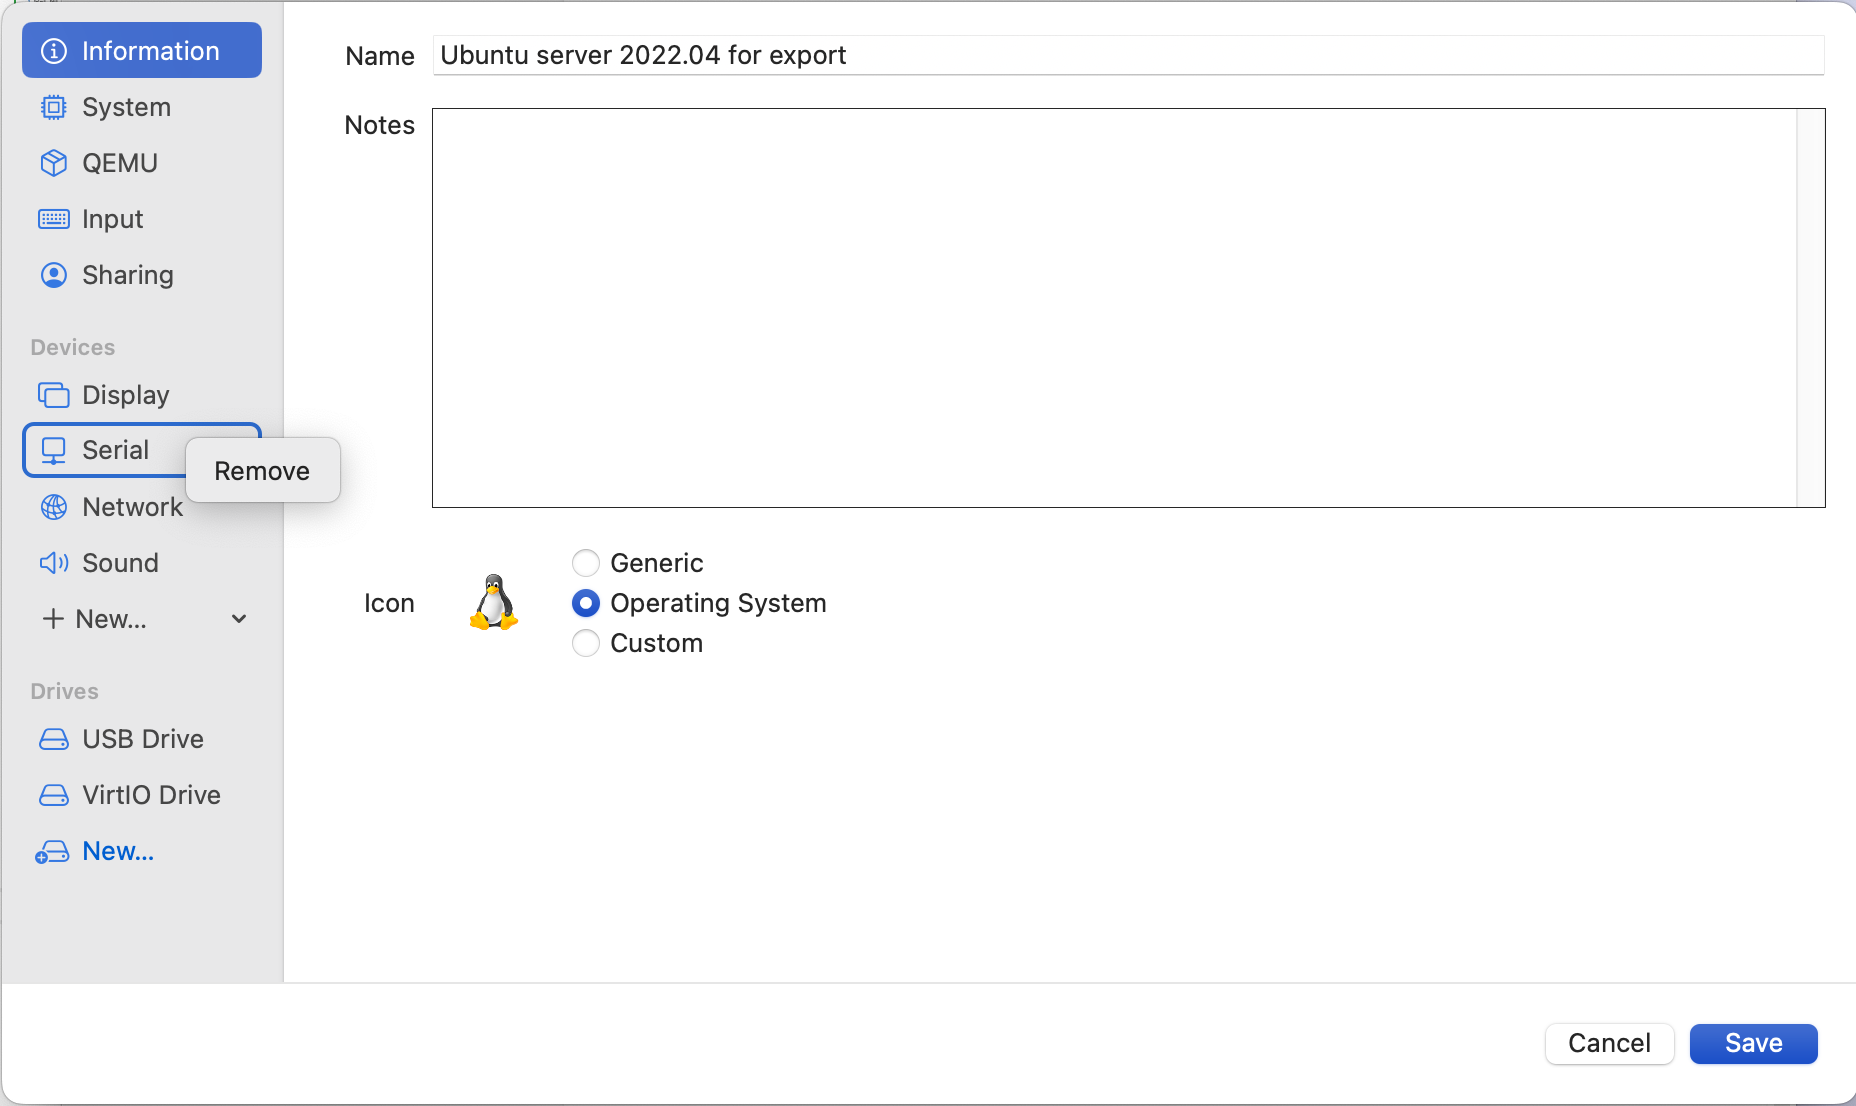 Information
System
QEMU
Input
Sharing
Devices
Display
Serial
Remove
Network
Sound
New...
Drives
USB Drive
VirtIO Drive
New...
Name
Ubuntu server 2022.04 for export
Notes
Icon
Generic
Operating System
Custom
Cancel
Save